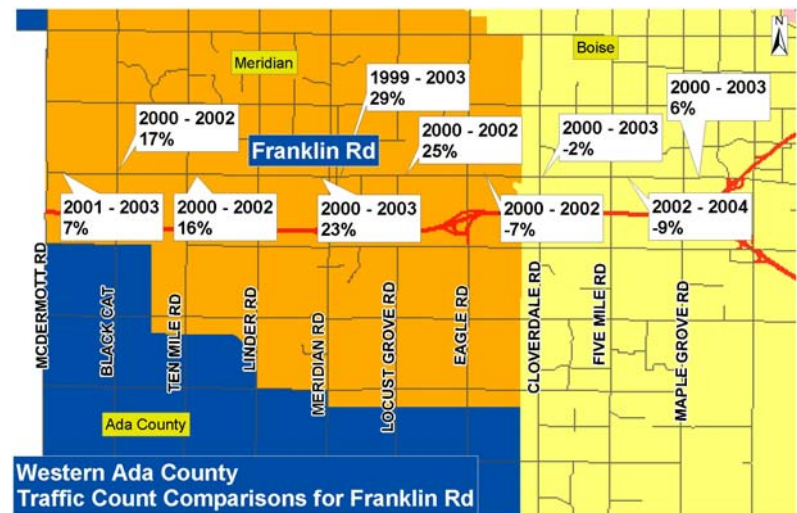 Meridian
Boise
N
1999 - 2003
29%
2000 - 2003
6%
2000 - 2002
17%
Franklin Rd
2000 - 2002
25%
2000 - 2003
-2%
2001 - 2003
7%
2000 - 2002
16%
2000 - 2003
23%
2000 - 2002
-7%
2002 - 2004
-9%
MCDERMOTT RD
BLACK CAT
TEN MILE RD
LINDER RD
MERIDIAN RD
LOCUST GROVE RD
EAGLE RD
CLOVERDALE RD
FIVE MILE RD
MAPLE GROVE RD
Ada County
Western Ada County
Traffic Count Comparisons for Franklin Rd